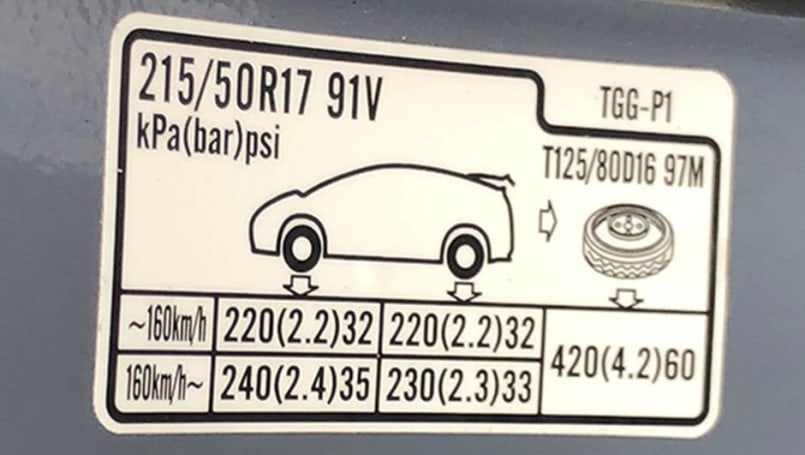 215/50R17 91V
TGG-P1
kPa(bar)psi
T125/80D16 97M
~160km/h 220(2.2)32 220(2.2)32
420(4.2)60
160km/h~ 240(2.4)35 230(2.3)33